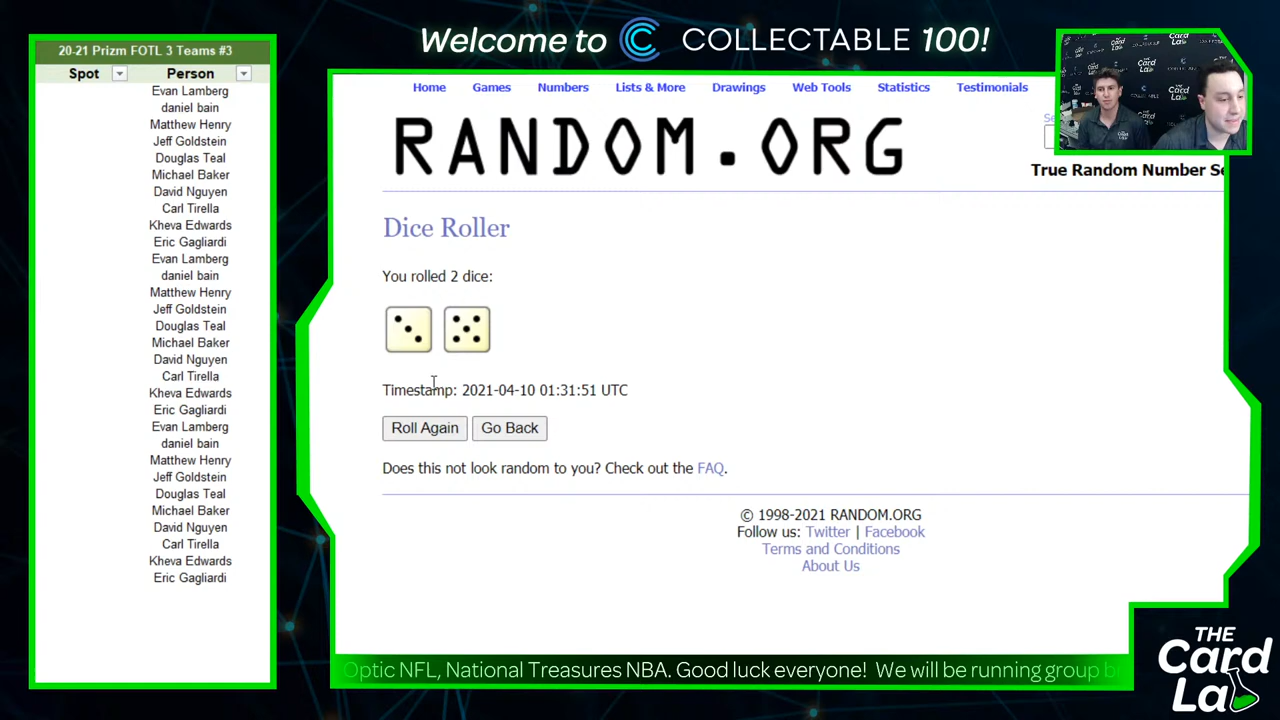 Welcome to COLLECTABLE 100!
20-21 Prizm FOTL 3 Teams #3
Spot Person
Evan Lamberg
daniel bain
Matthew Henry
Jeff Goldstein
Douglas Teal
Michael Baker
David Nguyen
Carl Tirella
Kheva Edwards
Eric Gagliardi
Evan Lamberg
daniel bain
Matthew Henry
Jeff Goldstein
Douglas Teal
Michael Baker
David Nguyen
Carl Tirella
Kheva Edwards
Eric Gagliardi
Evan Lamberg
daniel bain
Matthew Henry
Jeff Goldstein
Douglas Teal
Michael Baker
David Nguyen
Carl Tirella
Kheva Edwards
Eric Gagliardi
Home Games Numbers Lists & More Drawings Web Tools Statistics Testimonials
RANDOM.ORG
True Random Number Se
Dice Roller
You rolled 2 dice:
Timestamp: 2021-04-10 01:31:51 UTC
Roll Again Go Back
Does this not look random to you? Check out the FAQ.
© 1998-2021 RANDOM.ORG
Follow us: Twitter | Facebook
Terms and Conditions
About Us
Optic NFL, National Treasures NBA. Good luck everyone! We will be running group b
THE
Card
La